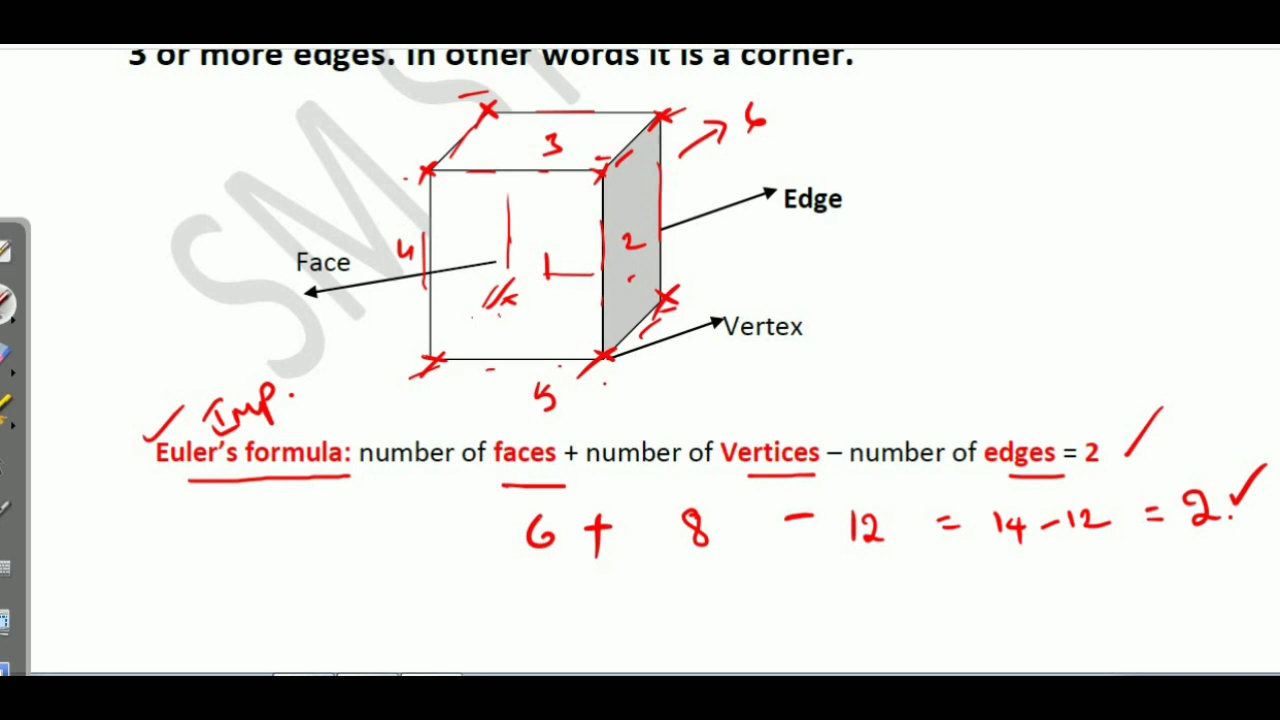 3 or more edges. In other words it is a corner.
SMS
3
6
Edge
4
2
Face
1
Vertex
5
Imp.
Euler's formula: number of faces + number of Vertices – number of edges = 2
6 + 8 - 12 = 14 - 12 = 2.